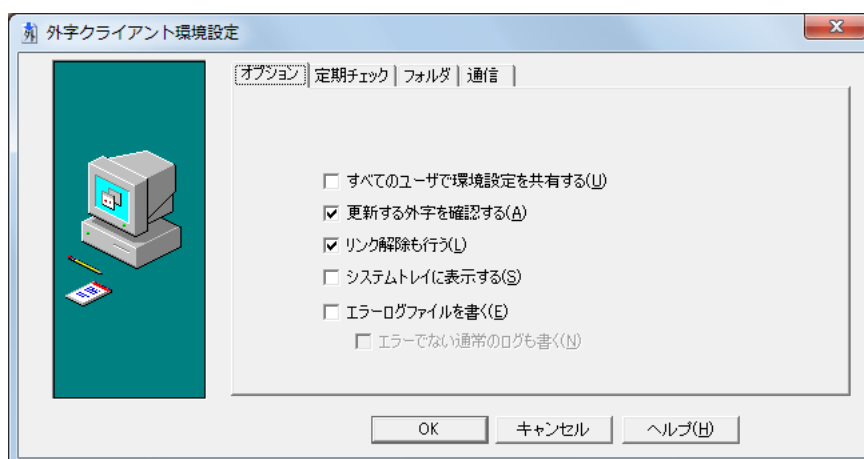 外字クライアント環境設定
オプション 定期チェック フォルダ 通信
すべてのユーザで環境設定を共有する(U)
更新する外字を確認する(A)
リンク解除も行う(L)
システムトレイに表示する(S)
エラーログファイルを書く(E)
エラーでない通常のログも書く(N)
OK キャンセル ヘルプ(H)